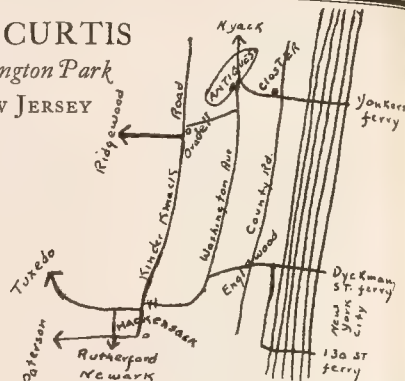 CURTIS
ngton Park
W JERSEY
Nyack
ANTIQUES
CLOSTER
Yonkers
ferry
Road
Oradell
Ridgewood
Kinder Kmack
Washington Ave
County Rd.
Englewood
Dyckman
ST. ferry
New
York
City
130 ST
ferry
Tuxedo
H
HACKENSACK
Paterson
Rutherford
Newark